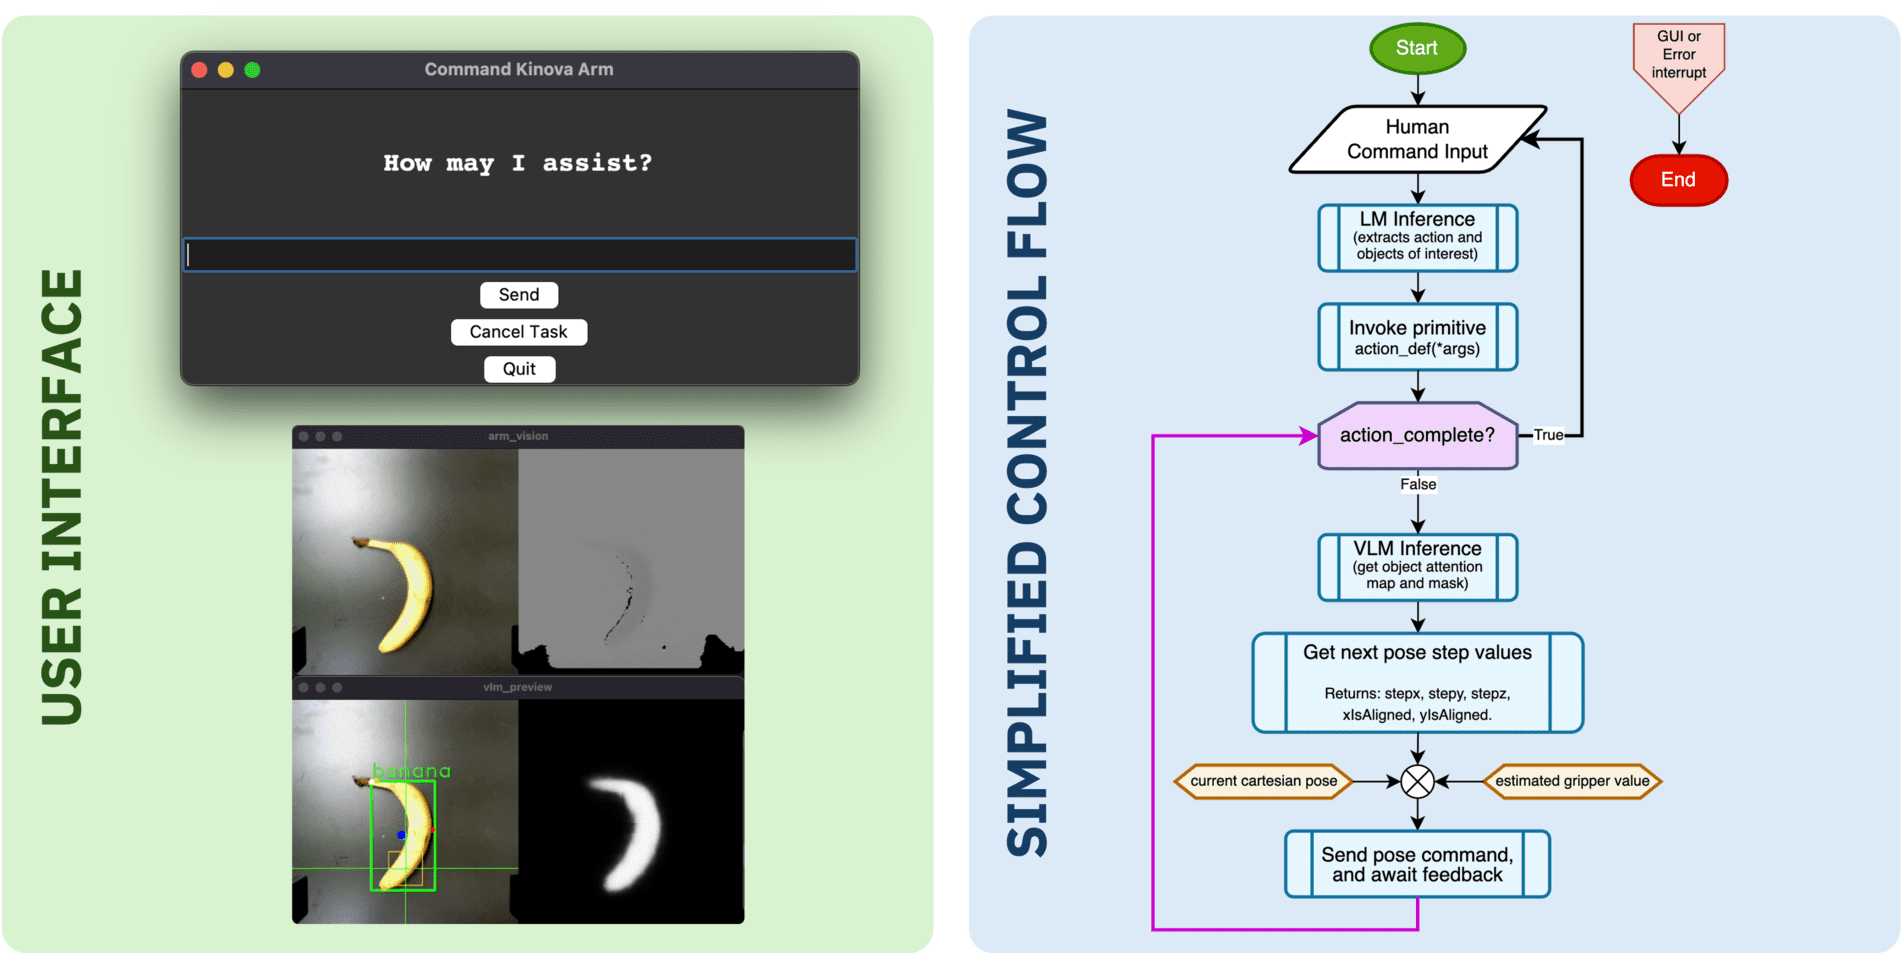 USER INTERFACE
Command Kinova Arm
How may I assist?
Send
Cancel Task
Quit
arm_vision
vlm_preview
banana
SIMPLIFIED CONTROL FLOW
Start
GUI or
Error
interrupt
End
Human
Command Input
LM Inference
(extracts action and
objects of interest)
Invoke primitive
action_def(*args)
action_complete?
True
False
VLM Inference
(get object attention
map and mask)
Get next pose step values
Returns: stepx, stepy, stepz,
xIsAligned, yIsAligned.
current cartesian pose
estimated gripper value
Send pose command,
and await feedback